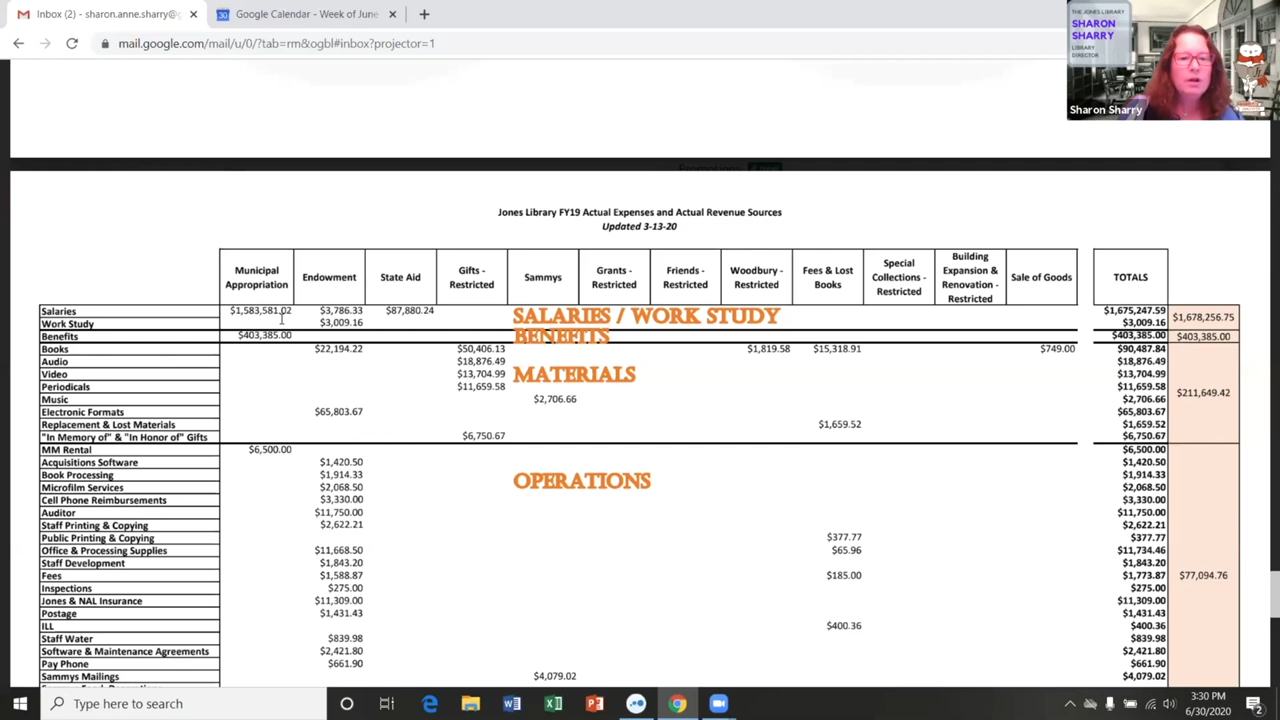 Inbox (2) - sharon.anne.sharry@g
Google Calendar - Week of June
mail.google.com/mail/u/0/?tab=rm&ogbl#inbox?projector=1
THE JONES LIBRARY
SHARON
SHARRY
LIBRARY
DIRECTOR
Sharon Sharry
Jones Library FY19 Actual Expenses and Actual Revenue Sources
Updated 3-13-20
Municipal Appropriation Endowment State Aid Gifts - Restricted Sammys Grants - Restricted Friends - Restricted Woodbury - Restricted Fees & Lost Books Special Collections - Restricted Building Expansion & Renovation - Restricted Sale of Goods TOTALS
Salaries $1,583,581.02 $3,786.33 $87,880.24 $1,675,247.59
SALARIES / WORK STUDY $1,678,256.75
Work Study $3,009.16 $3,009.16
Benefits $403,385.00 BENEFITS $403,385.00 $403,385.00
Books $22,194.22 $50,406.13 $1,819.58 $15,318.91 $749.00 $90,487.84
Audio $18,876.49 $18,876.49
Video $13,704.99 MATERIALS $13,704.99
Periodicals $11,659.58 $11,659.58
$211,649.42
Music $2,706.66 $2,706.66
Electronic Formats $65,803.67 $65,803.67
Replacement & Lost Materials $1,659.52 $1,659.52
"In Memory of" & "In Honor of" Gifts $6,750.67 $6,750.67
MM Rental $6,500.00 $6,500.00
Acquisitions Software $1,420.50 $1,420.50
Book Processing $1,914.33 OPERATIONS $1,914.33
Microfilm Services $2,068.50 $2,068.50
Cell Phone Reimbursements $3,330.00 $3,330.00
Auditor $11,750.00 $11,750.00
Staff Printing & Copying $2,622.21 $2,622.21
Public Printing & Copying $377.77 $377.77
Office & Processing Supplies $11,668.50 $65.96 $11,734.46
Staff Development $1,843.20 $1,843.20
Fees $1,588.87 $185.00 $1,773.87 $77,094.76
Inspections $275.00 $275.00
Jones & NAL Insurance $11,309.00 $11,309.00
Postage $1,431.43 $1,431.43
ILL $400.36 $400.36
Staff Water $839.98 $839.98
Software & Maintenance Agreements $2,421.80 $2,421.80
Pay Phone $661.90 $661.90
Sammys Mailings $4,079.02 $4,079.02
Type here to search
3:30 PM
6/30/2020
2